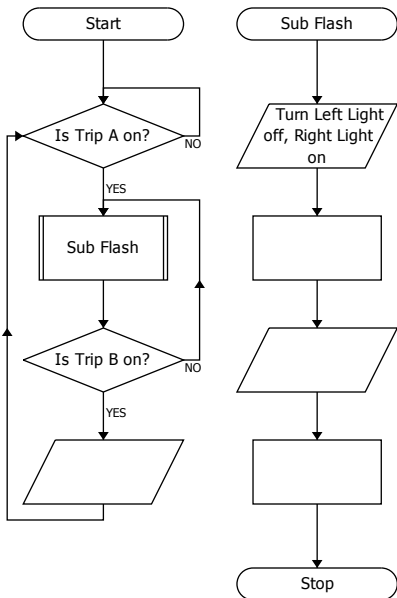 Start
Is Trip A on?
NO
YES
Sub Flash
Is Trip B on?
NO
YES
Sub Flash
Turn Left Light
off, Right Light
on
Stop